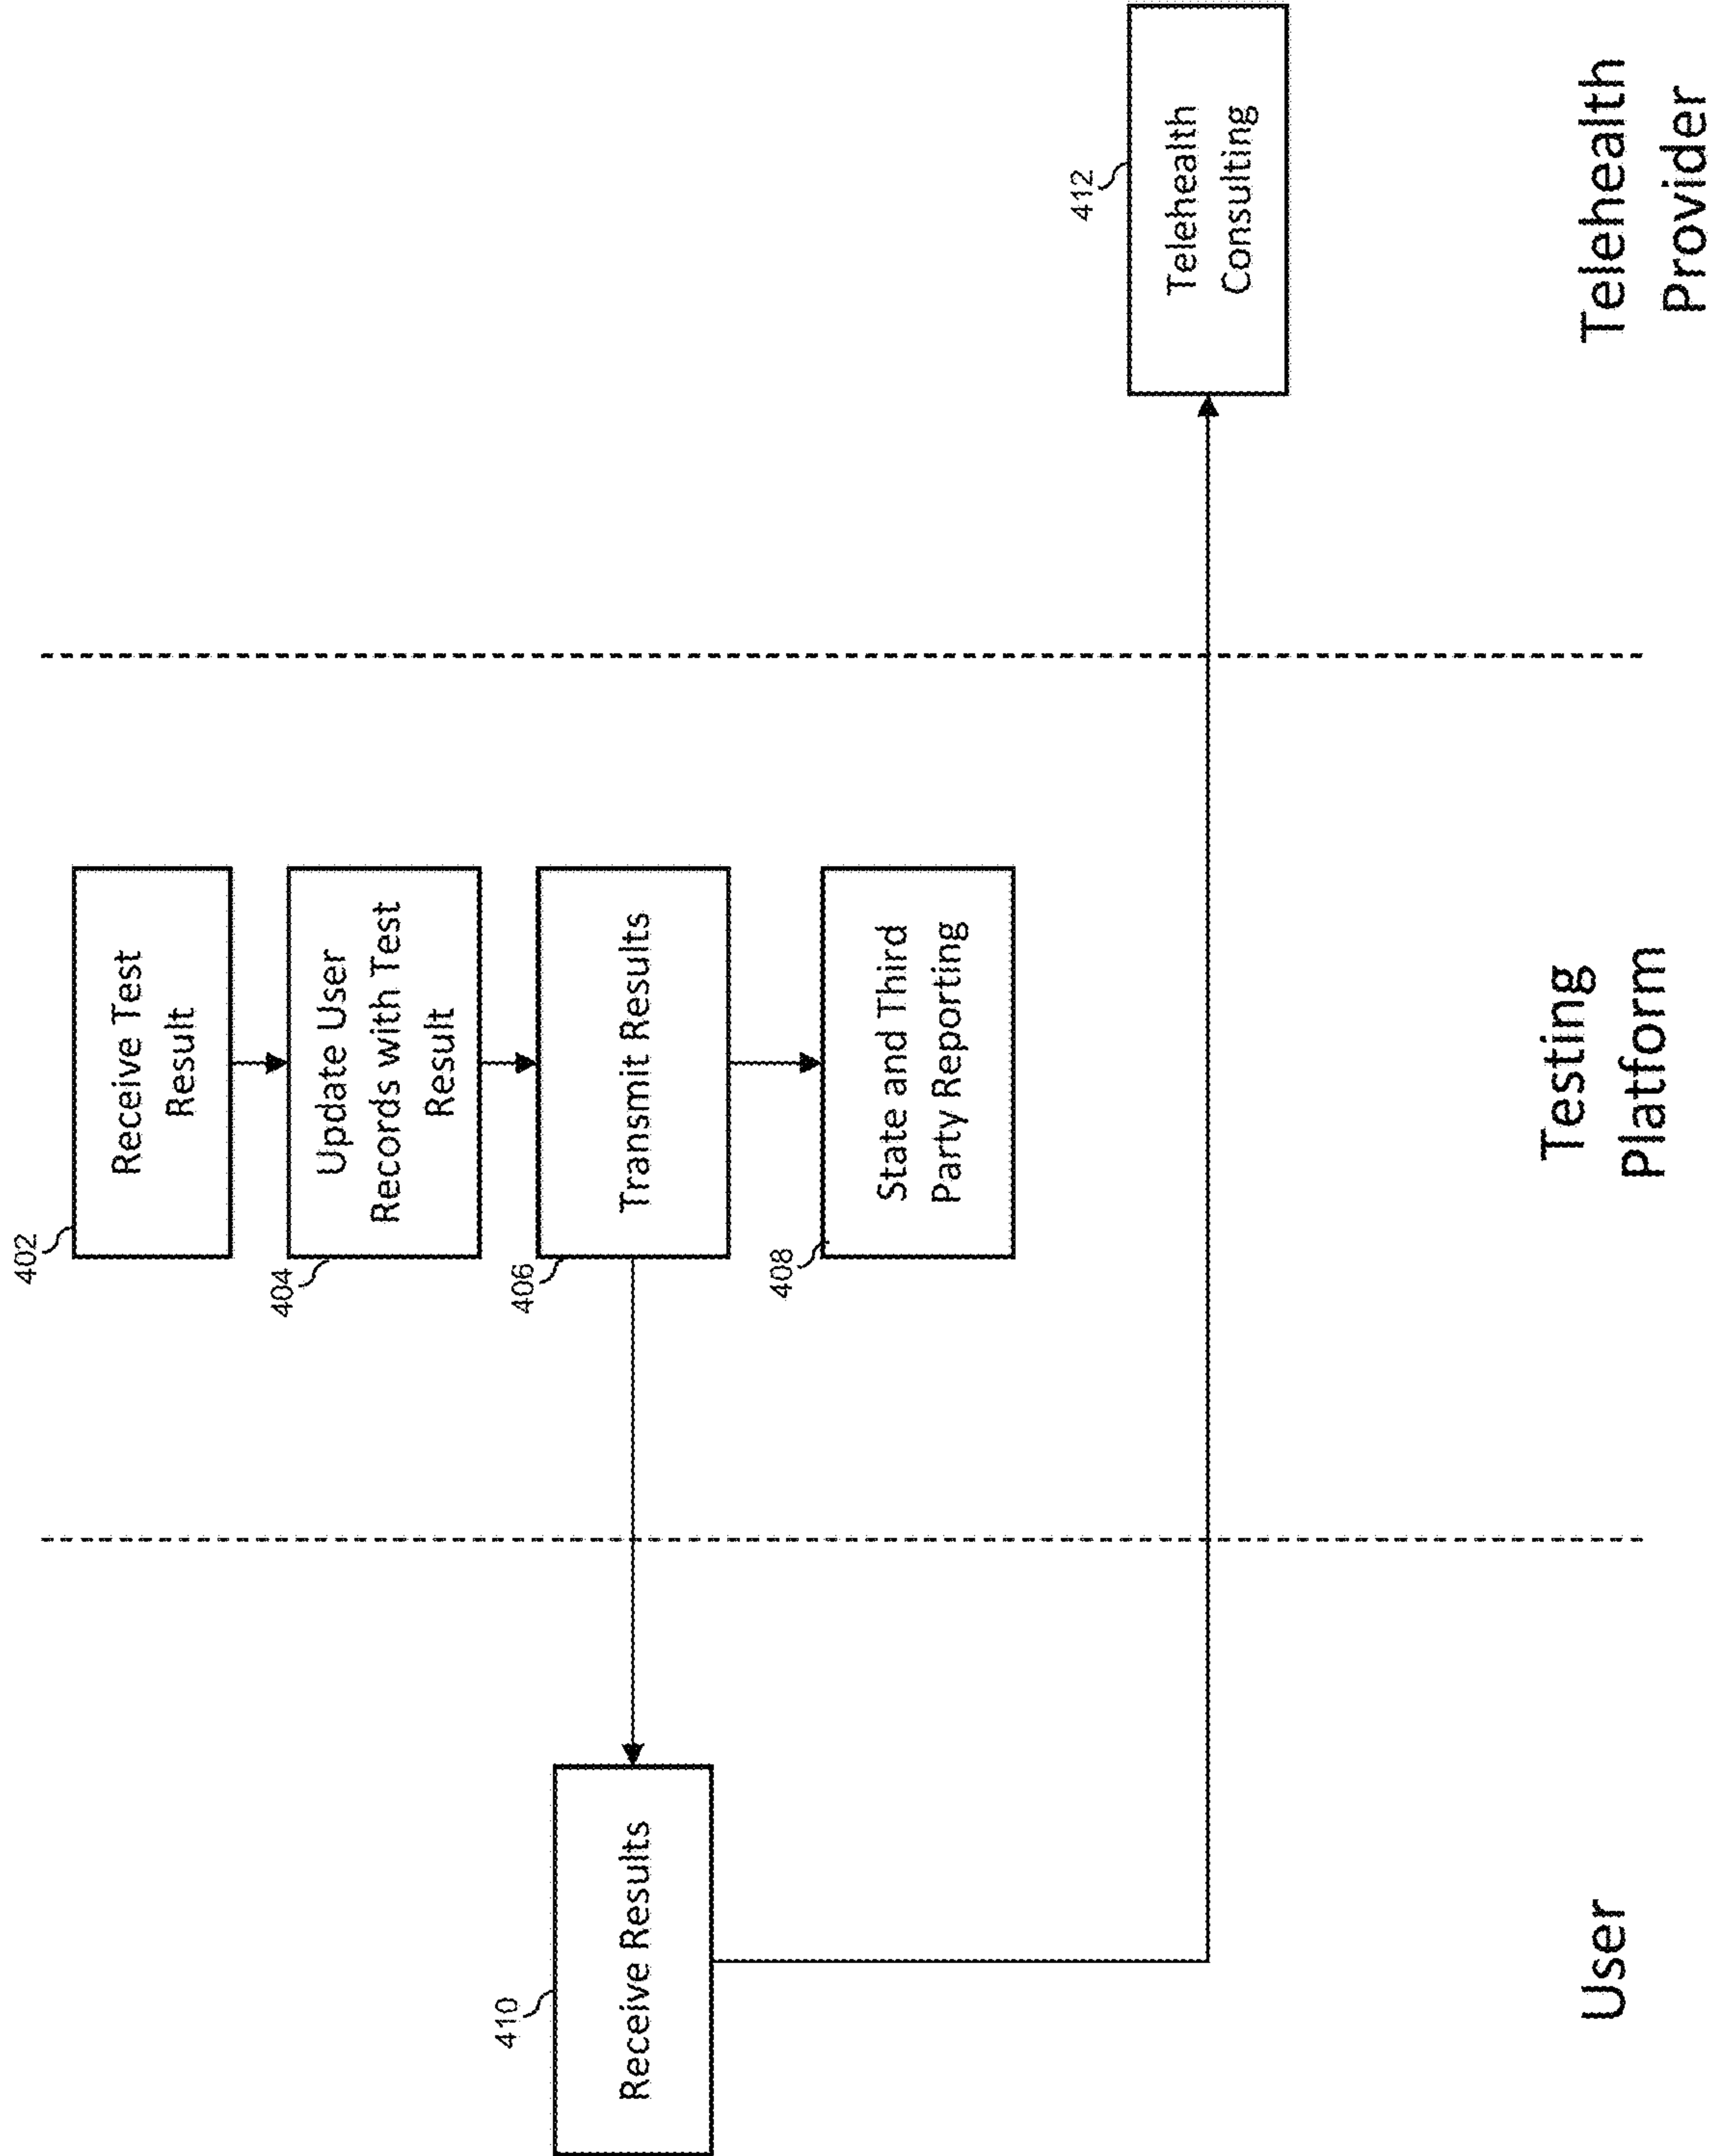 402
Receive Test
Result
404
Update User
Records with Test
Result
410
Receive Results
406
Transmit Results
408
State and Third
Party Reporting
412
Telehealth
Consulting
User
Testing
Platform
Telehealth
Provider